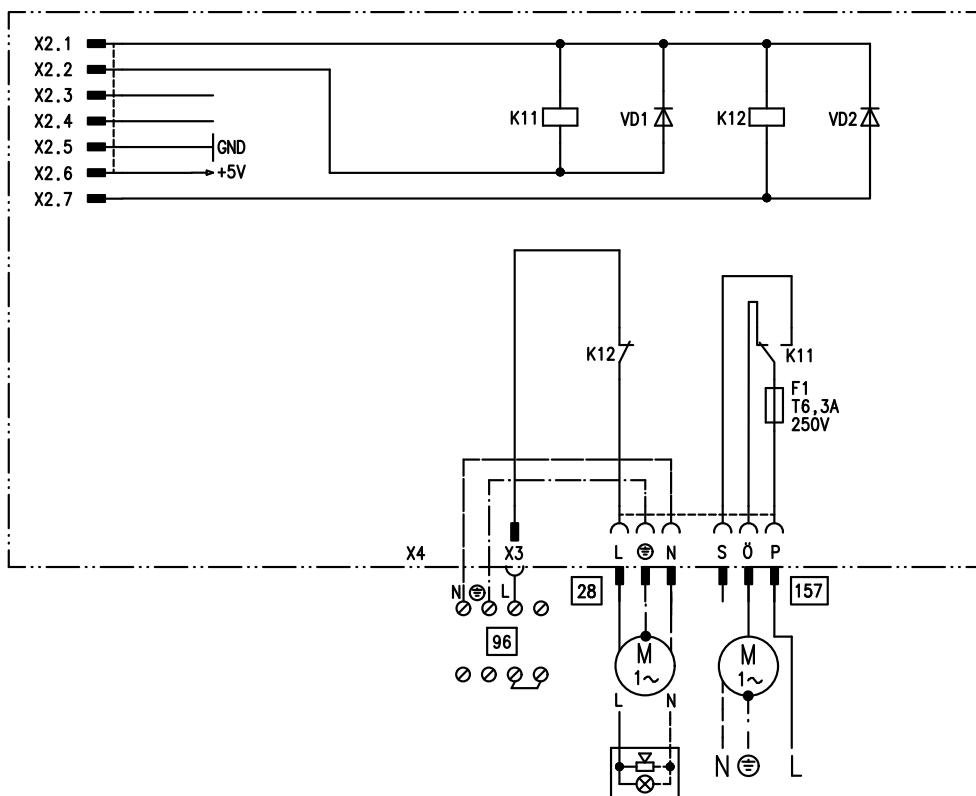 X2.1
X2.2
X2.3
X2.4
X2.5 GND
X2.6 +5V
X2.7
K11 VD1 K12 VD2
K12 K11
F1
T6,3A
250V
X4 X3 L N S Ö P
N L 28 157
96
M M
1~ 1~
L N
N L